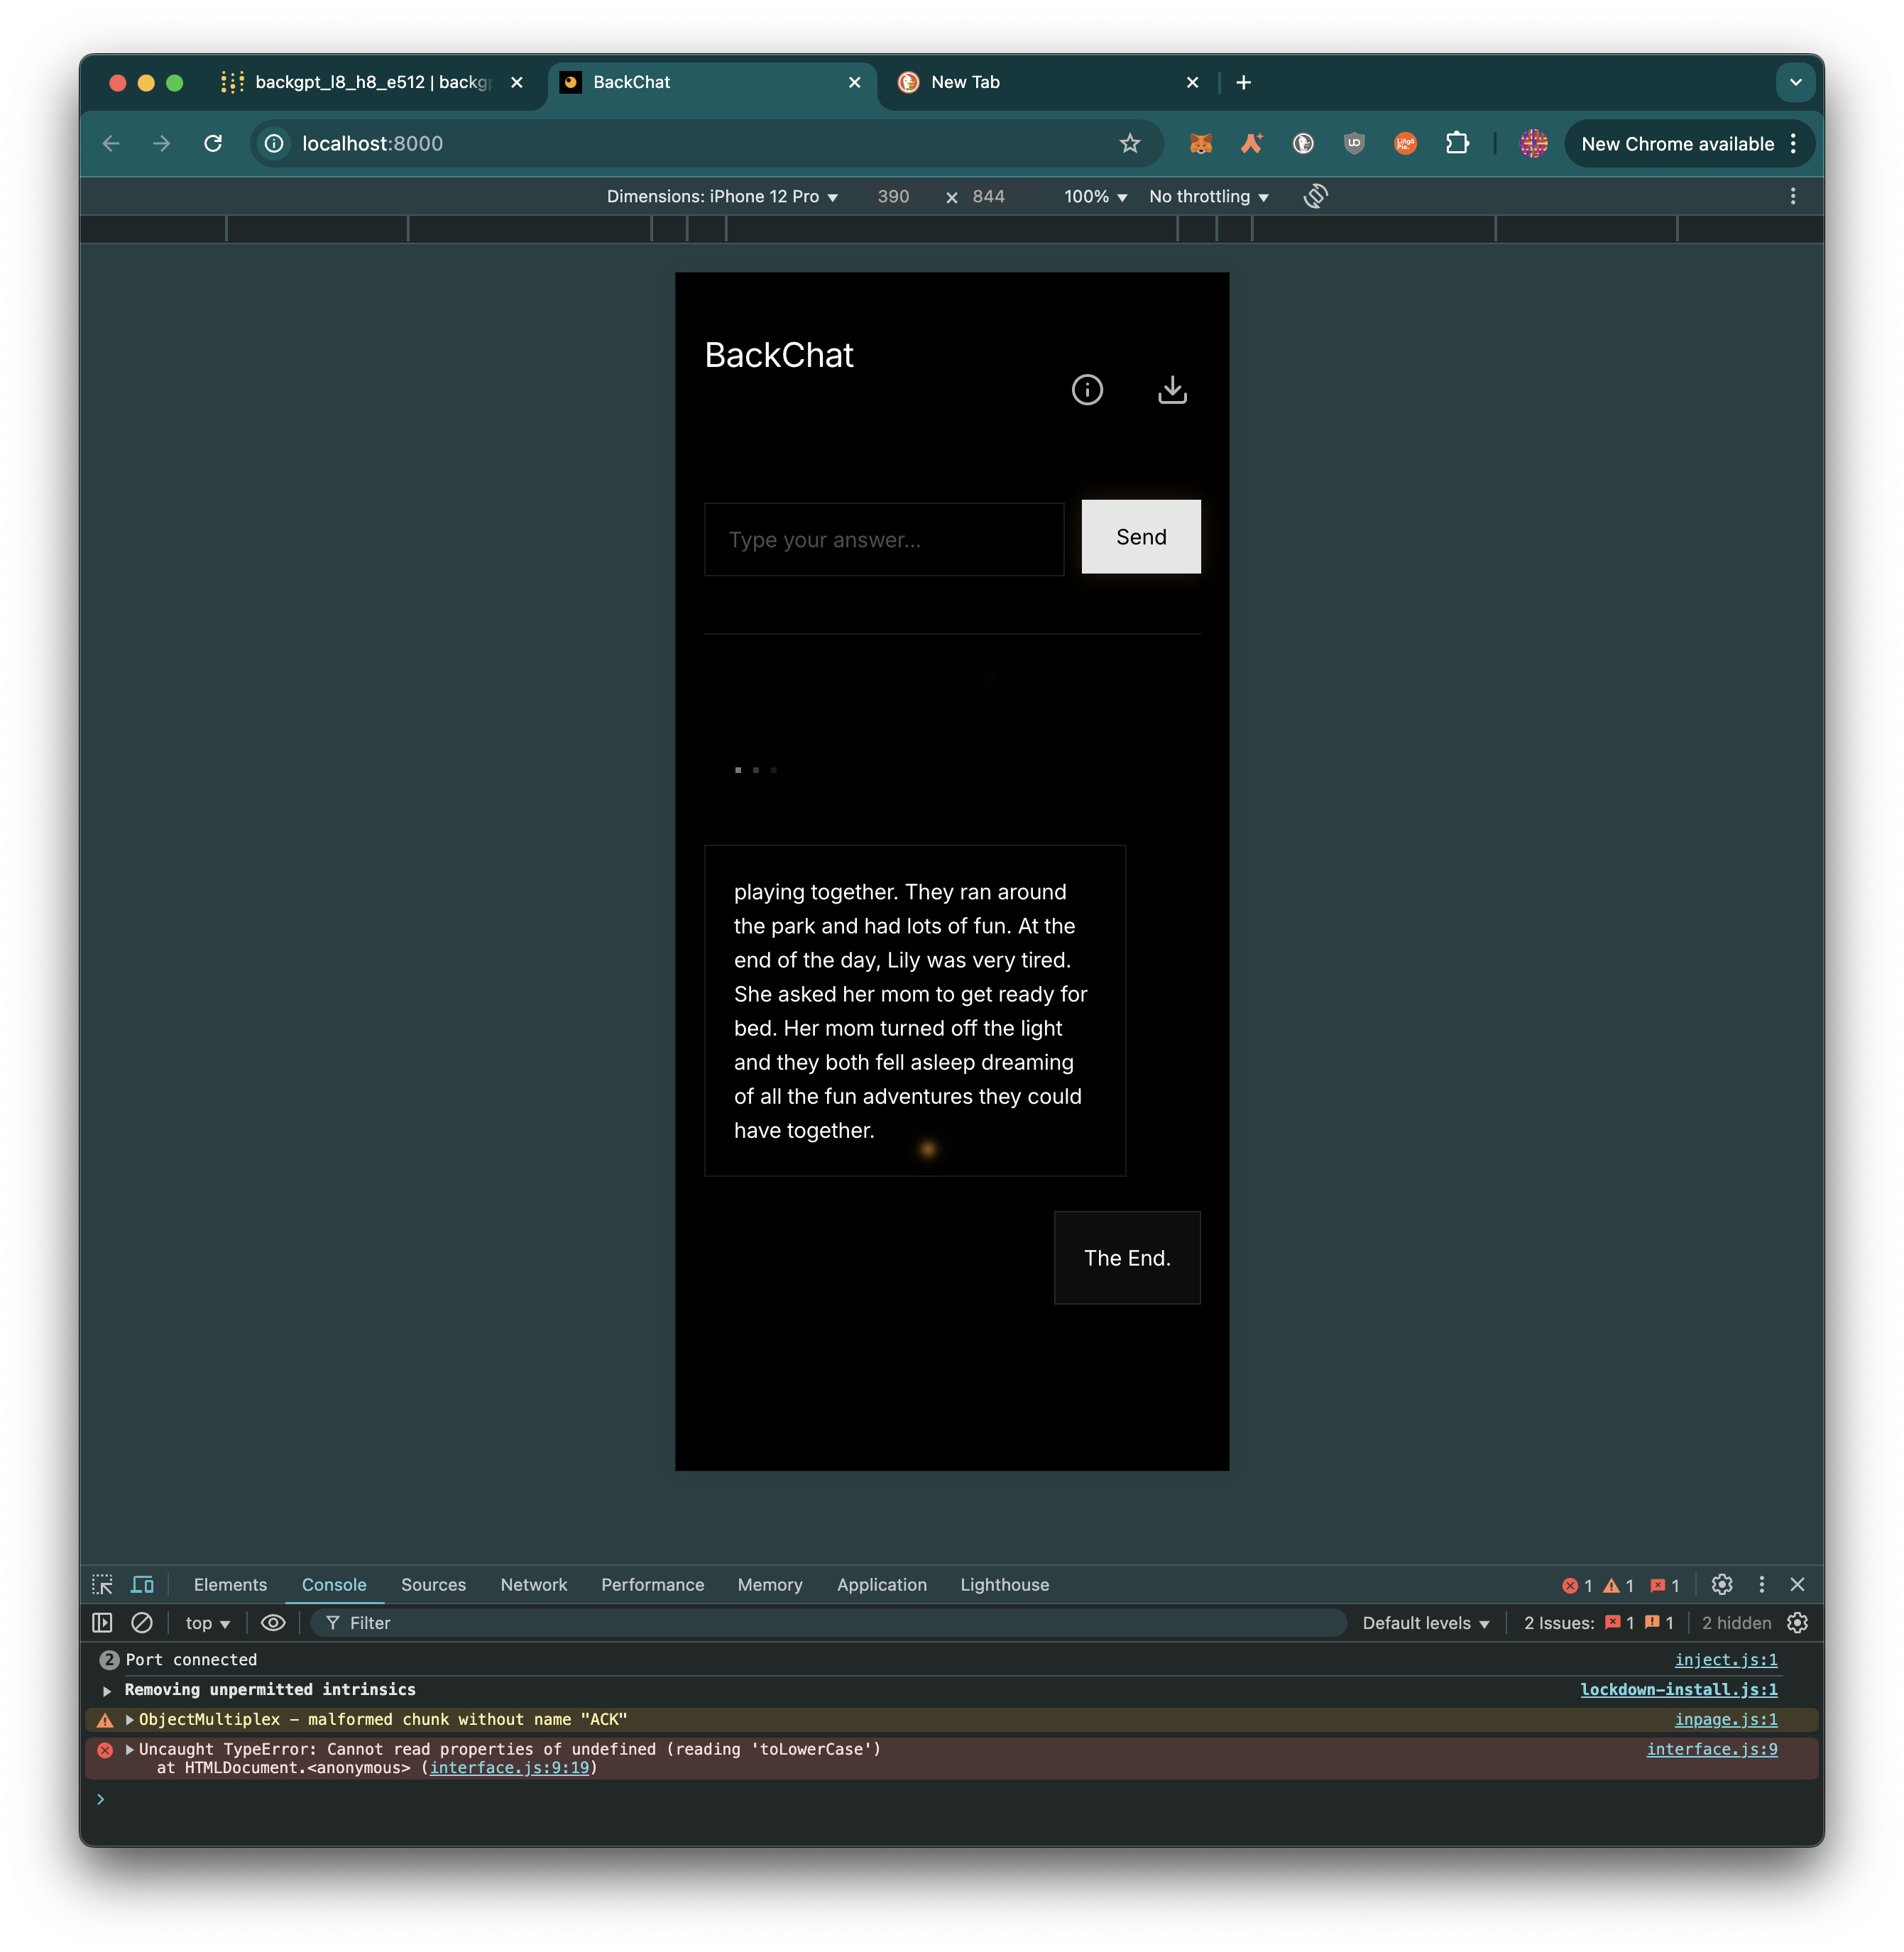 backgpt_l8_h8_e512 | backgp
BackChat
New Tab
localhost:8000
New Chrome available
Dimensions: iPhone 12 Pro
390 × 844
100%
No throttling
BackChat
Type your answer...
Send
playing together. They ran around
the park and had lots of fun. At the
end of the day, Lily was very tired.
She asked her mom to get ready for
bed. Her mom turned off the light
and they both fell asleep dreaming
of all the fun adventures they could
have together.
The End.
Elements
Console
Sources
Network
Performance
Memory
Application
Lighthouse
1
1
1
top
Filter
Default levels
2 Issues: 1 1
2 hidden
2 Port connected
inject.js:1
Removing unpermitted intrinsics
lockdown-install.js:1
ObjectMultiplex - malformed chunk without name "ACK"
inpage.js:1
Uncaught TypeError: Cannot read properties of undefined (reading 'toLowerCase')
interface.js:9
at HTMLDocument.<anonymous> (interface.js:9:19)